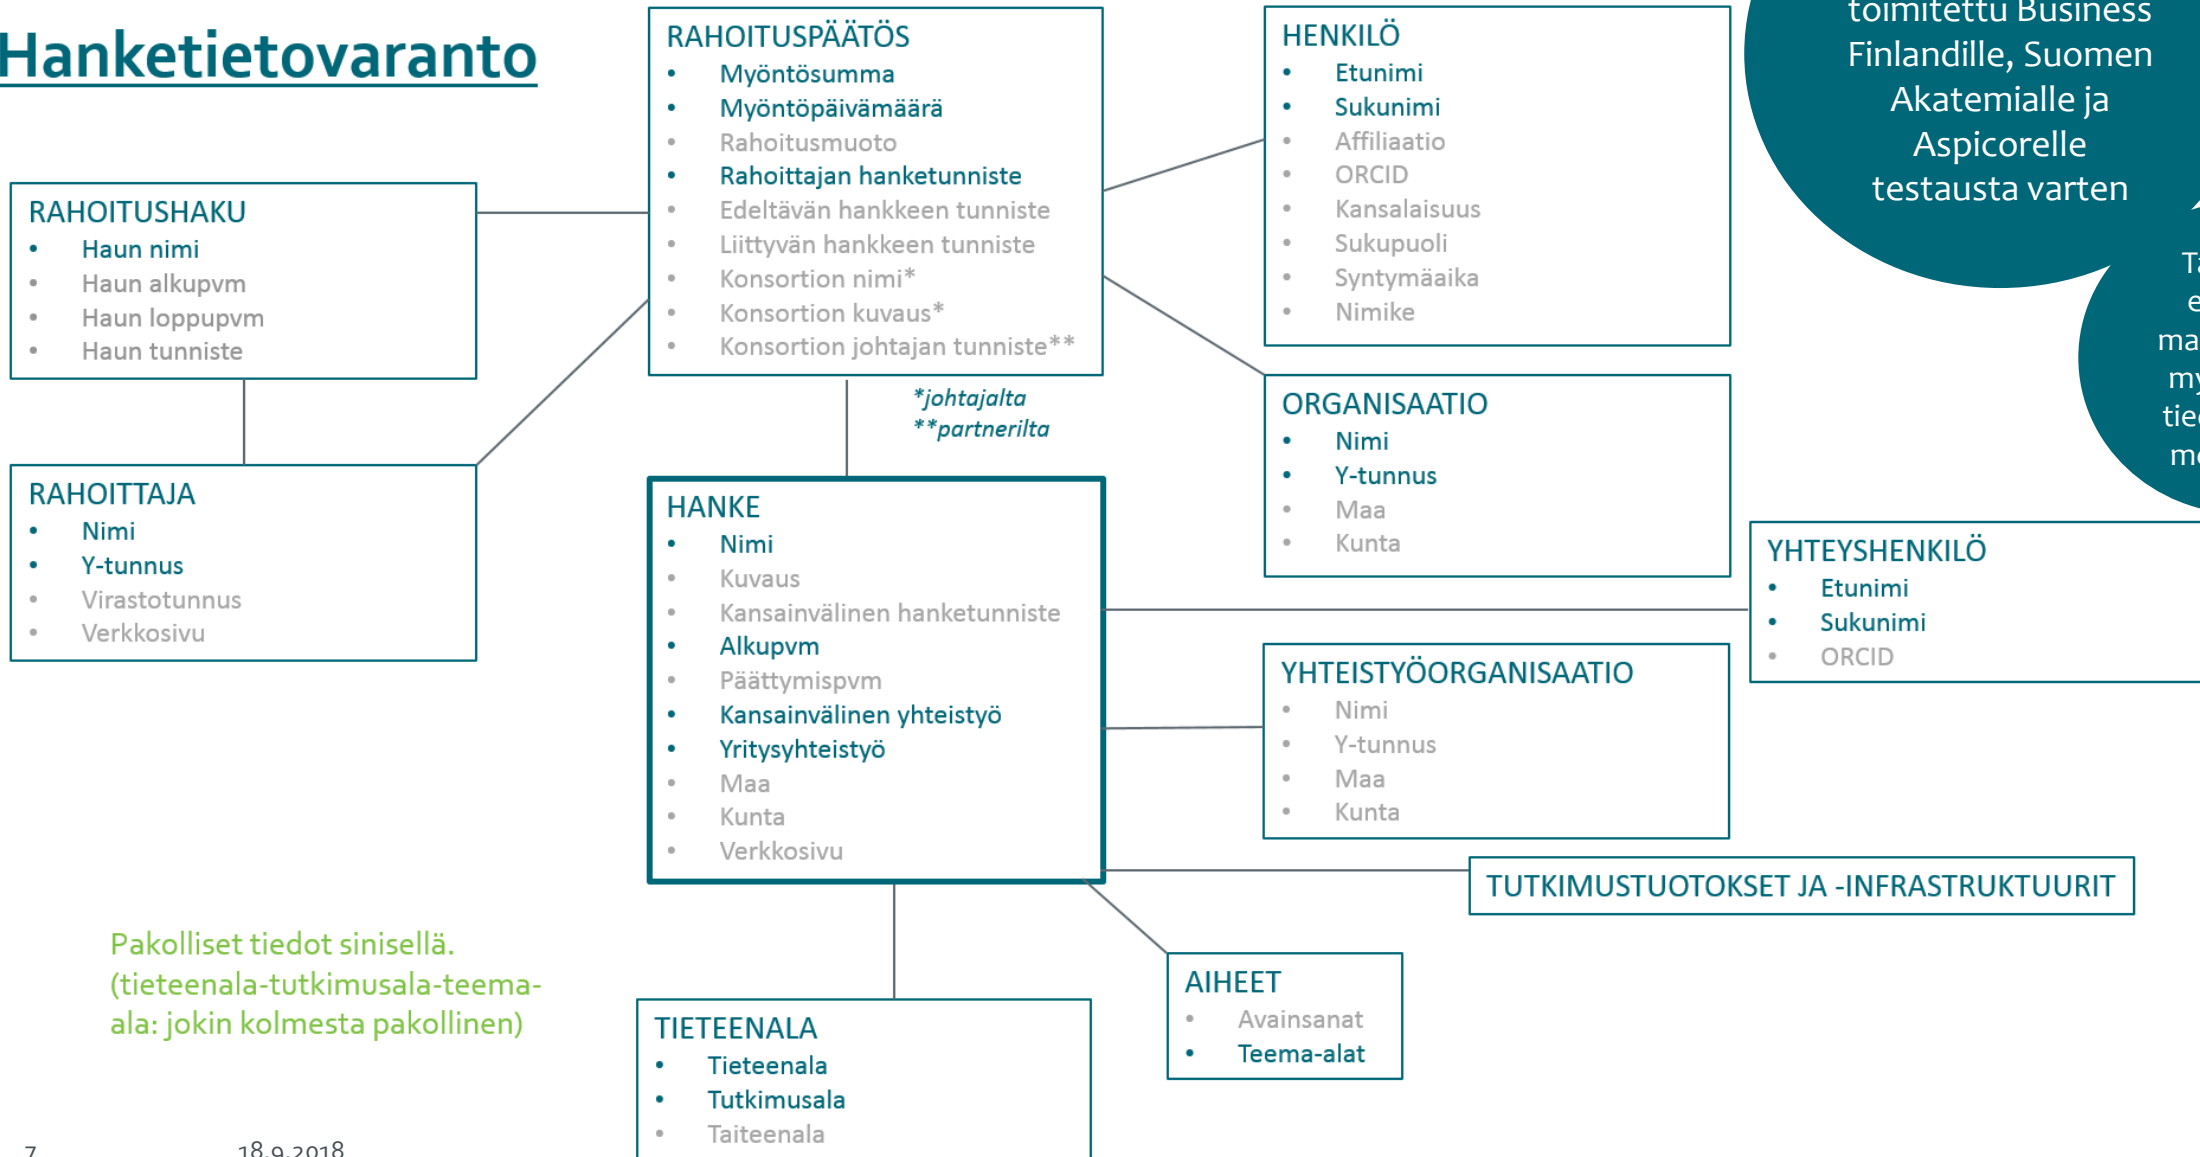 Hanketietovaranto
RAHOITUSHAKU
• Haun nimi
• Haun alkupvm
• Haun loppupvm
• Haun tunniste
RAHOITTAJA
• Nimi
• Y-tunnus
• Virastotunnus
• Verkkosivu
RAHOITUSPÄÄTÖS
• Myöntösumma
• Myöntöpäivämäärä
• Rahoitusmuoto
• Rahoittajan hanketunniste
• Edeltävän hankkeen tunniste
• Liittyvän hankkeen tunniste
• Konsortion nimi*
• Konsortion kuvaus*
• Konsortion johtajan tunniste**
*johtajalta
**partnerilta
HANKE
• Nimi
• Kuvaus
• Kansainvälinen hanketunniste
• Alkupvm
• Päättymispvm
• Kansainvälinen yhteistyö
• Yritysyhteistyö
• Maa
• Kunta
• Verkkosivu
HENKILÖ
• Etunimi
• Sukunimi
• Affiliaatio
• ORCID
• Kansalaisuus
• Sukupuoli
• Syntymäaika
• Nimike
ORGANISAATIO
• Nimi
• Y-tunnus
• Maa
• Kunta
YHTEYSHENKILÖ
• Etunimi
• Sukunimi
• ORCID
YHTEISTYÖORGANISAATIO
• Nimi
• Y-tunnus
• Maa
• Kunta
TUTKIMUSTUOTOKSET JA -INFRASTRUKTUURIT
AIHEET
• Avainsanat
• Teema-alat
TIETEENALA
• Tieteenala
• Tutkimusala
• Taiteenala
Pakolliset tiedot sinisellä.
(tieteenala-tutkimusala-teema-
ala: jokin kolmesta pakollinen)
toimitettu Business
Finlandille, Suomen
Akatemialle ja
Aspicorelle
testausta varten
7
18.9.2018